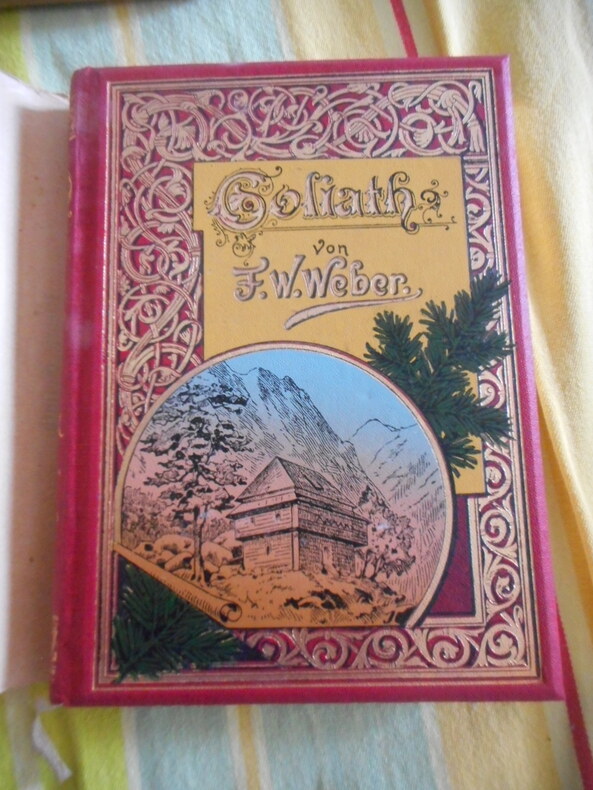 Goliath
von
F. W. Weber.